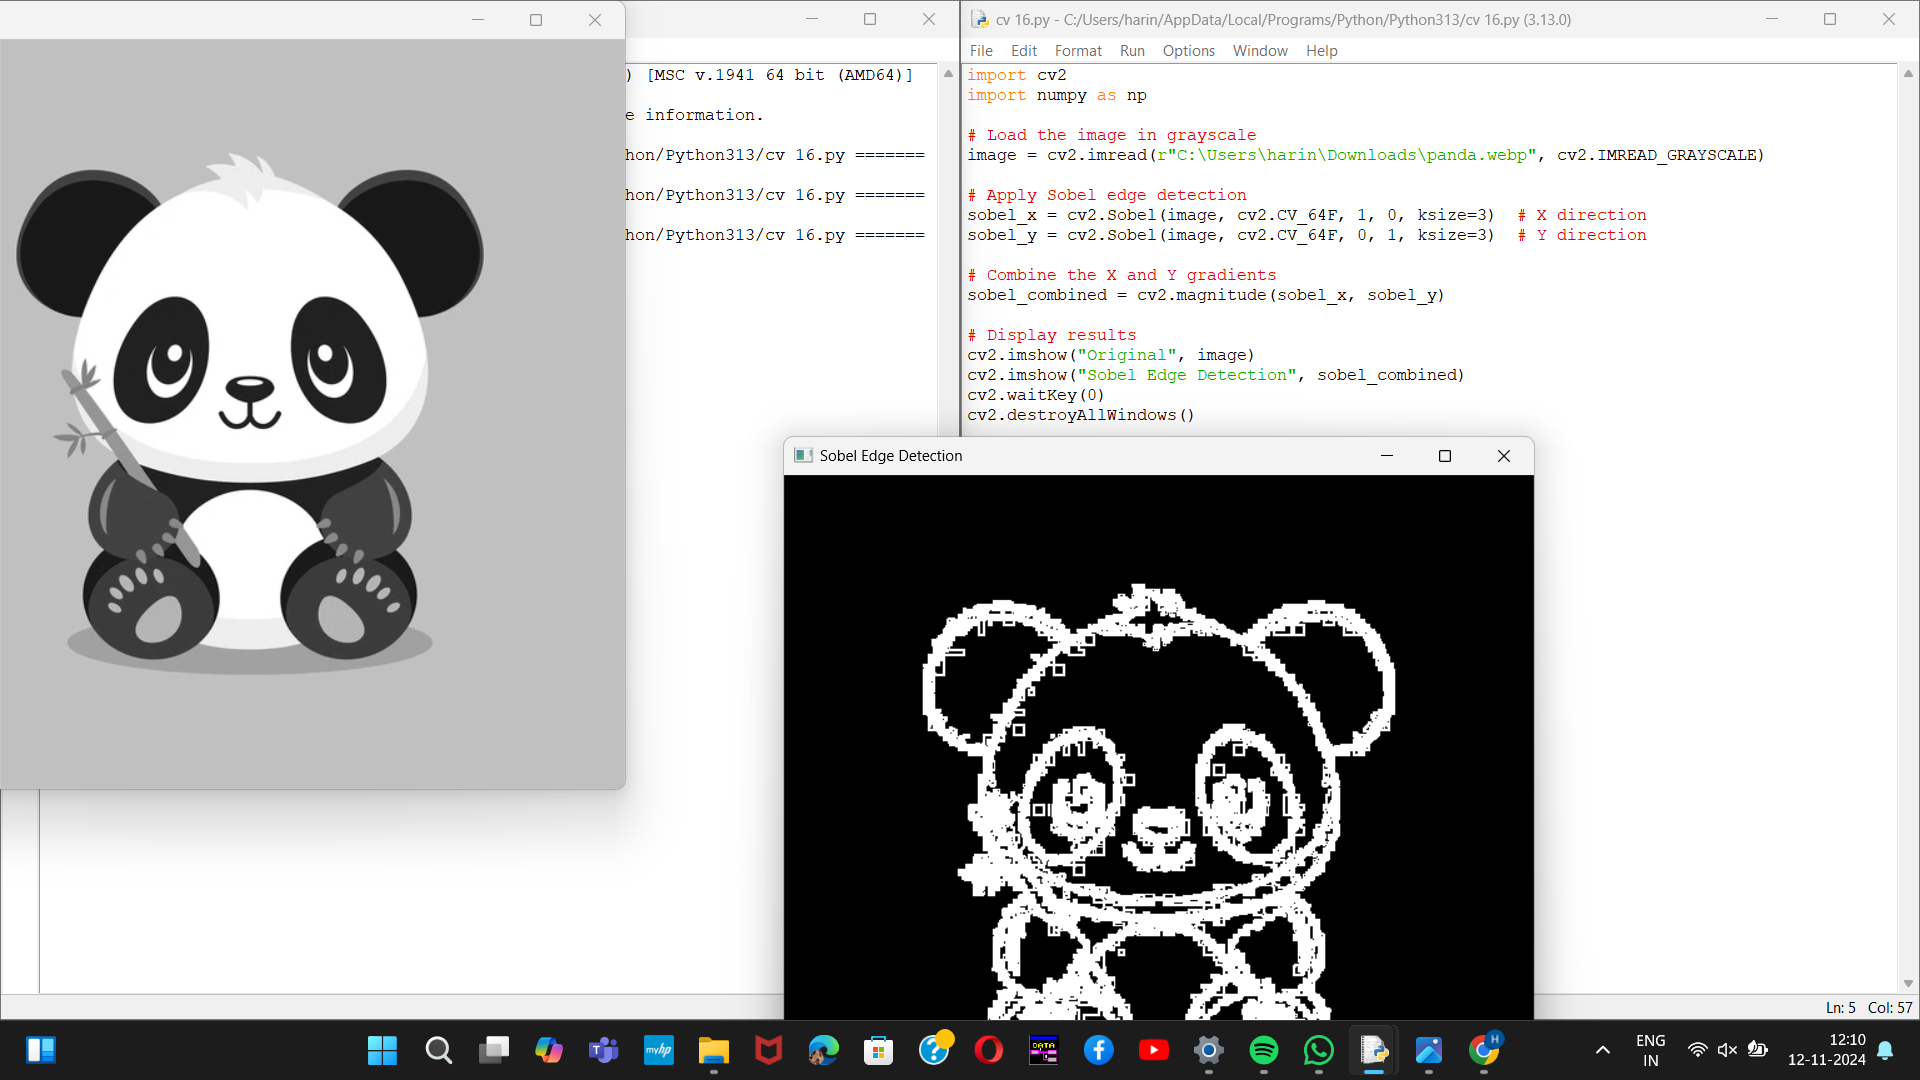 cv 16.py - C:/Users/harin/AppData/Local/Programs/Python/Python313/cv 16.py (3.13.0)
File Edit Format Run Options Window Help
) [MSC v.1941 64 bit (AMD64)]
e information.
hon/Python313/cv 16.py =======
hon/Python313/cv 16.py =======
hon/Python313/cv 16.py =======
import cv2
import numpy as np
# Load the image in grayscale
image = cv2.imread(r"C:\Users\harin\Downloads\panda.webp", cv2.IMREAD_GRAYSCALE)
# Apply Sobel edge detection
sobel_x = cv2.Sobel(image, cv2.CV_64F, 1, 0, ksize=3)  # X direction
sobel_y = cv2.Sobel(image, cv2.CV_64F, 0, 1, ksize=3)  # Y direction
# Combine the X and Y gradients
sobel_combined = cv2.magnitude(sobel_x, sobel_y)
# Display results
cv2.imshow("Original", image)
cv2.imshow("Sobel Edge Detection", sobel_combined)
cv2.waitKey(0)
cv2.destroyAllWindows()
Sobel Edge Detection
Ln: 5 Col: 57
myhp
DATA
H
ENG
IN
12:10
12-11-2024